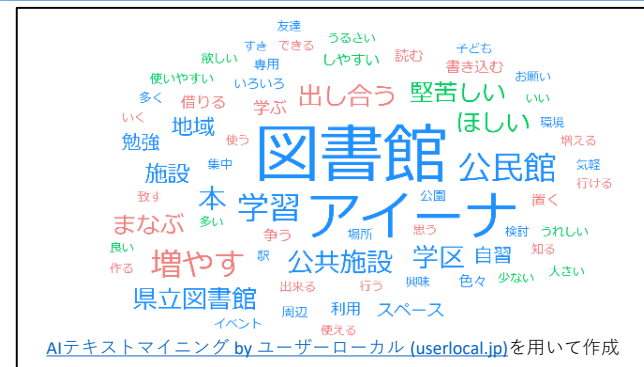 友達
すき できる うるさい 子ども
欲しい 専用 しやすい 読む 書き込む
使いやすい いろいろ 出し合う 堅苦しい お願い
多く 借りる 学ぶ ほしい いい
いく 地域 使う 図書館 環境
勉強 増える
施設 集中 公民館 気軽
致す 本 学習 アイーナ 公園 置く 行ける
まなぶ 多い 争う 場所 思う 検討 うれしい
良い 増やす 駅 公共施設 学区 自習 知る
作る 出来る 行う 興味 色々 少ない 人さい
県立図書館 周辺 利用 スペース
イベント 使える
AIテキストマイニング by ユーザーローカル (userlocal.jp)を用いて作成